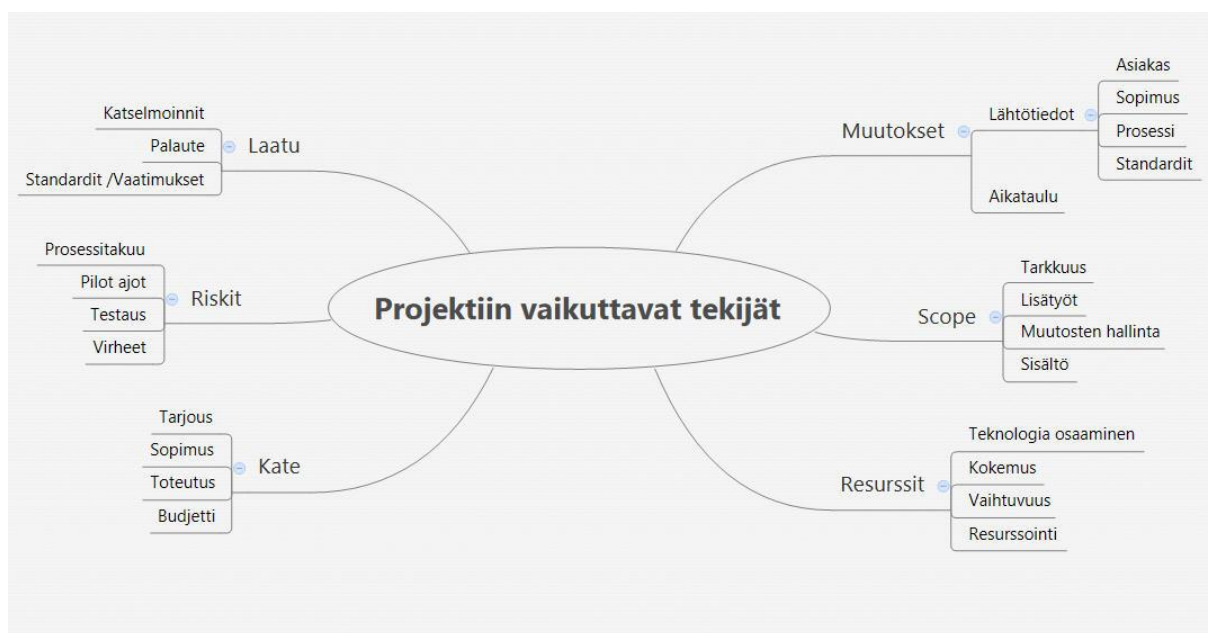 Projektiin vaikuttavat tekijät
Laatu
Katselmoinnit
Palaute
Standardit /Vaatimukset
Riskit
Prosessitakuu
Pilot ajot
Testaus
Virheet
Kate
Tarjous
Sopimus
Toteutus
Budjetti
Muutokset
Lähtötiedot
Asiakas
Sopimus
Prosessi
Standardit
Aikataulu
Scope
Tarkkuus
Lisätyöt
Muutosten hallinta
Sisältö
Resurssit
Teknologia osaaminen
Kokemus
Vaihtuvuus
Resurssointi